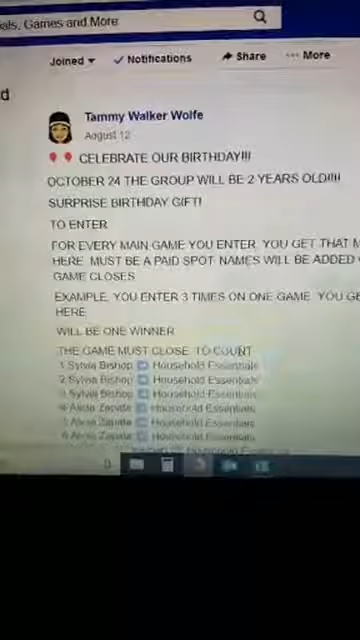 ials, Games and More
Joined Notifications Share More
d
Tammy Walker Wolfe
August 12
CELEBRATE OUR BIRTHDAY!!!
OCTOBER 24 THE GROUP WILL BE 2 YEARS OLD!!!!
SURPRISE BIRTHDAY GIFT!
TO ENTER
FOR EVERY MAIN GAME YOU ENTER, YOU GET THAT M
HERE. MUST BE A PAID SPOT. NAMES WILL BE ADDED
GAME CLOSES.
EXAMPLE, YOU ENTER 3 TIMES ON ONE GAME, YOU GE
HERE.
WILL BE ONE WINNER
THE GAME MUST CLOSE, TO COUNT
1 Sylvia Bishop Household Essentials
2 Sylvia Bishop Household Essentials
3 Sylvia Bishop Household Essentials
4 Alicia Zapata Household Essentials
5 Alicia Zapata Household Essentials
6 Alicia Zapata Household Essentials